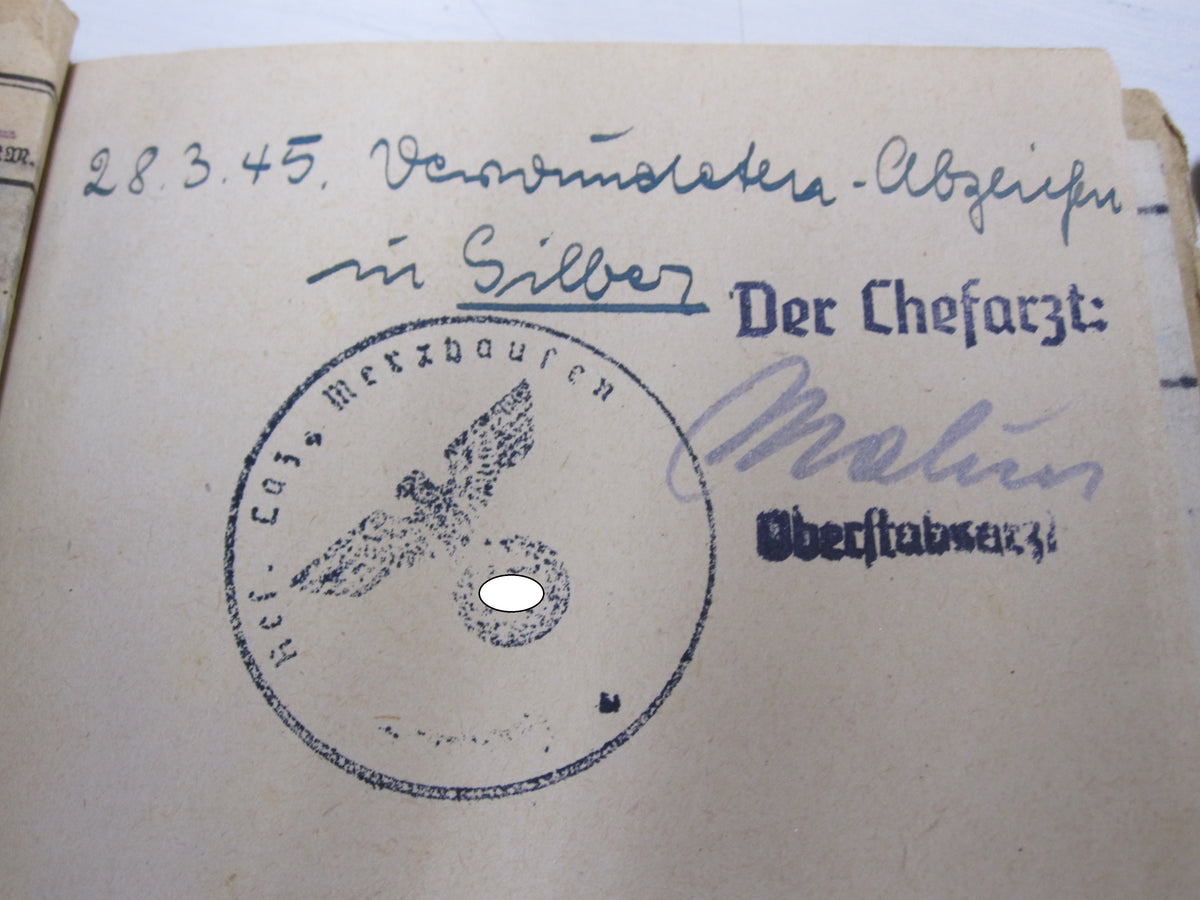 28.3.45. Verwundeten-Abzeichen
in Silber
Der Chefarzt:
Oberstabsarzt
Res. Laz. Merxhausen
M.